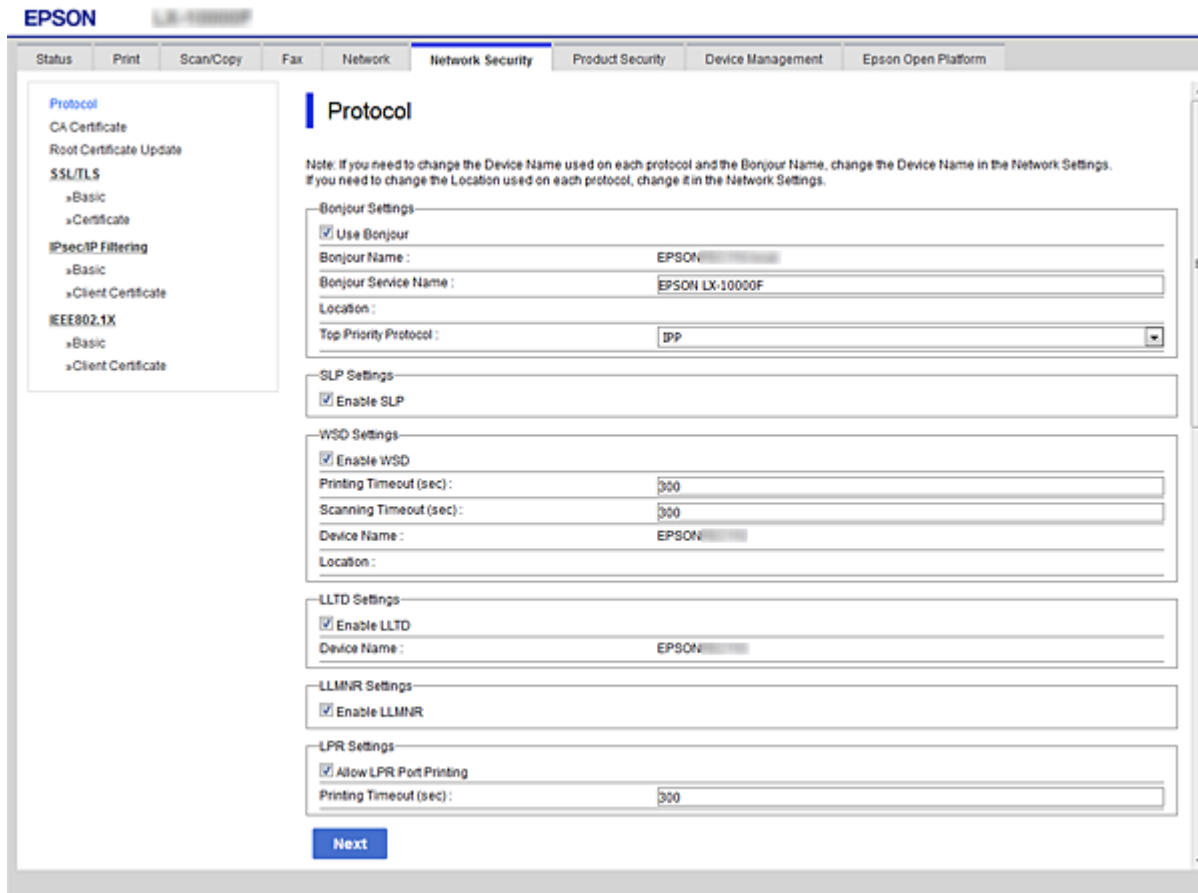 EPSON
Status Print Scan/Copy Fax Network Network Security Product Security Device Management Epson Open Platform
Protocol
CA Certificate
Root Certificate Update
SSL/TLS
»Basic
»Certificate
IPsec/IP Filtering
»Basic
»Client Certificate
IEEE802.1X
»Basic
»Client Certificate
Protocol
Note: If you need to change the Device Name used on each protocol and the Bonjour Name, change the Device Name in the Network Settings.
If you need to change the Location used on each protocol, change it in the Network Settings.
Bonjour Settings
Use Bonjour
Bonjour Name : EPSON
Bonjour Service Name : EPSON LX-10000F
Location :
Top Priority Protocol : IPP
SLP Settings
Enable SLP
WSD Settings
Enable WSD
Printing Timeout (sec) : 300
Scanning Timeout (sec) : 300
Device Name : EPSON
Location :
LLTD Settings
Enable LLTD
Device Name : EPSON
LLMNR Settings
Enable LLMNR
LPR Settings
Allow LPR Port Printing
Printing Timeout (sec) : 300
Next